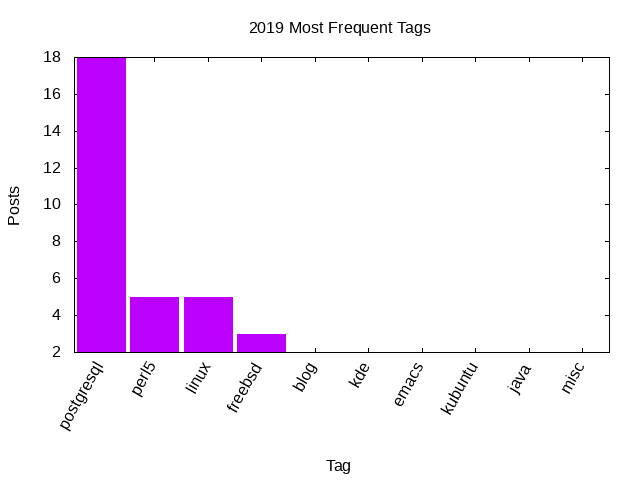 2019 Most Frequent Tags
18
16
14
12
10
8
6
4
2
Posts
postgresql
perl5
linux
freebsd
blog
kde
emacs
kubuntu
java
misc
Tag